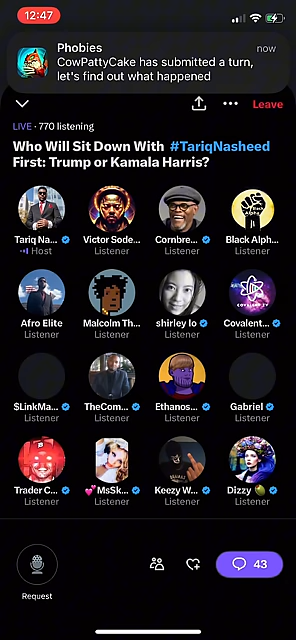 12:47
Phobies
now
CowPattyCake has submitted a turn,
let's find out what happened
Leave
LIVE · 770 listening
Who Will Sit Down With #TariqNasheed
First: Trump or Kamala Harris?
Tariq Na... Victor Sode... Cornbre... Black Alph...
Host Listener Listener Listener
Afro Elite Malcolm Th... shirley lo Covalent...
Listener Listener Listener Listener
$LinkMa... TheCom... Ethanos... Gabriel
Listener Listener Listener Listener
Trader C... 💕MsSk... Keezy W... Dizzy
Listener Listener Listener Listener
43
Request